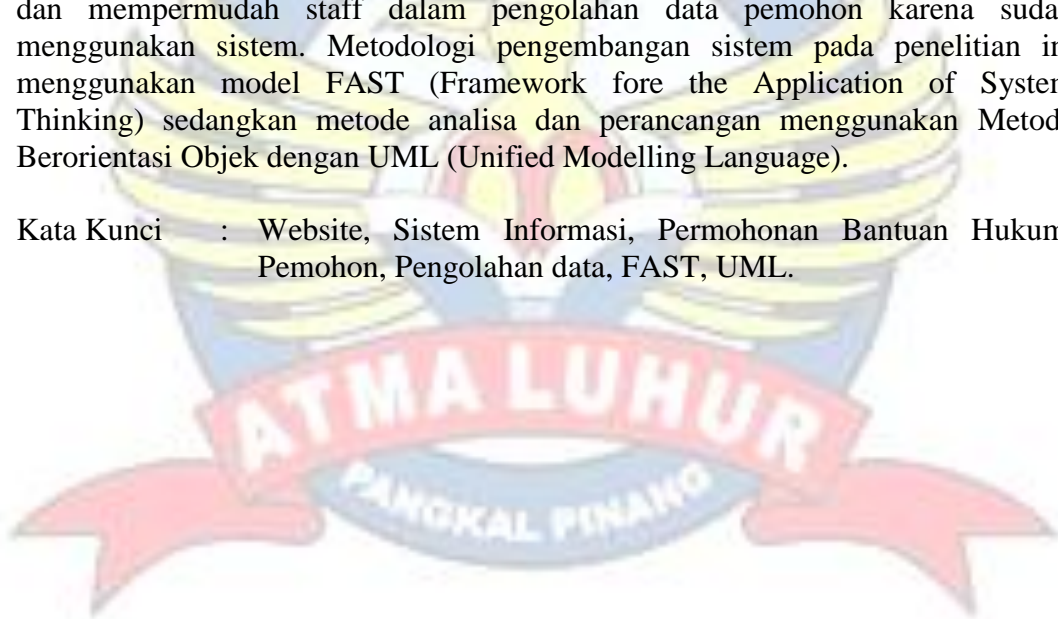 dan mempermudah staff dalam pengolahan data pemohon karena suda
menggunakan sistem. Metodologi pengembangan sistem pada penelitian in
menggunakan model FAST (Framework fore the Application of System
Thinking) sedangkan metode analisa dan perancangan menggunakan Metod
Berorientasi Objek dengan UML (Unified Modelling Language).
Kata Kunci : Website, Sistem Informasi, Permohonan Bantuan Hukum
Pemohon, Pengolahan data, FAST, UML.
ATMA LUHUR
PANGKAL PINANG